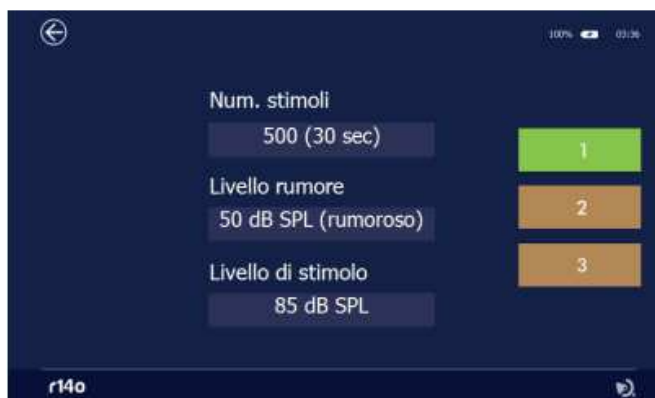 100% 03:36
Num. stimoli
500 (30 sec)
1
Livello rumore
50 dB SPL (rumoroso)
2
Livello di stimolo
3
85 dB SPL
r14o